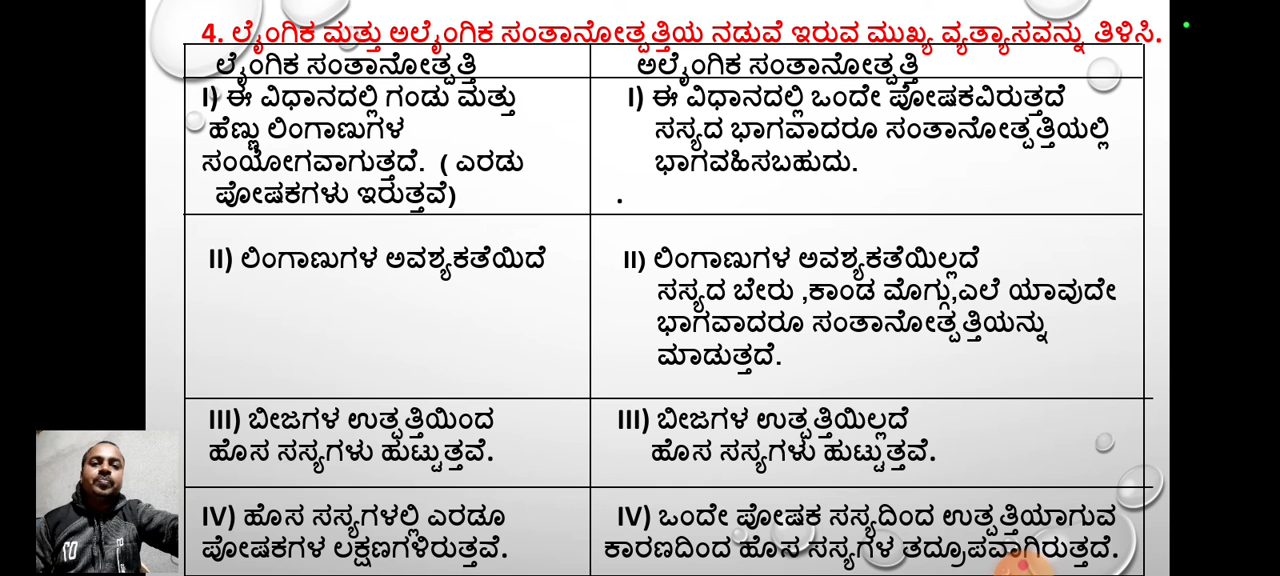 4. ಲೈಂಗಿಕ ಮತ್ತು ಅಲೈಂಗಿಕ ಸಂತಾನೋತ್ಪತ್ತಿಯ ನಡುವೆ ಇರುವ ಮುಖ್ಯ ವ್ಯತ್ಯಾಸವನ್ನು ತಿಳಿಸಿ.
ಲೈಂಗಿಕ ಸಂತಾನೋತ್ಪತ್ತಿ
ಅಲೈಂಗಿಕ ಸಂತಾನೋತ್ಪತ್ತಿ
I) ಈ ವಿಧಾನದಲ್ಲಿ ಗಂಡು ಮತ್ತು
ಹೆಣ್ಣು ಲಿಂಗಾಣುಗಳ
ಸಂಯೋಗವಾಗುತ್ತದೆ. ( ಎರಡು
ಪೋಷಕಗಳು ಇರುತ್ತವೆ)
I) ಈ ವಿಧಾನದಲ್ಲಿ ಒಂದೇ ಪೋಷಕವಿರುತ್ತದೆ
ಸಸ್ಯದ ಭಾಗವಾದರೂ ಸಂತಾನೋತ್ಪತ್ತಿಯಲ್ಲಿ
ಭಾಗವಹಿಸಬಹುದು.
.
II) ಲಿಂಗಾಣುಗಳ ಅವಶ್ಯಕತೆಯಿದೆ
II) ಲಿಂಗಾಣುಗಳ ಅವಶ್ಯಕತೆಯಿಲ್ಲದೆ
ಸಸ್ಯದ ಬೇರು ,ಕಾಂಡ ಮೊಗ್ಗು,ಎಲೆ ಯಾವುದೇ
ಭಾಗವಾದರೂ ಸಂತಾನೋತ್ಪತ್ತಿಯನ್ನು
ಮಾಡುತ್ತದೆ.
III) ಬೀಜಗಳ ಉತ್ಪತ್ತಿಯಿಂದ
ಹೊಸ ಸಸ್ಯಗಳು ಹುಟ್ಟುತ್ತವೆ.
III) ಬೀಜಗಳ ಉತ್ಪತ್ತಿಯಿಲ್ಲದೆ
ಹೊಸ ಸಸ್ಯಗಳು ಹುಟ್ಟುತ್ತವೆ.
IV) ಹೊಸ ಸಸ್ಯಗಳಲ್ಲಿ ಎರಡೂ
ಪೋಷಕಗಳ ಲಕ್ಷಣಗಳಿರುತ್ತವೆ.
IV) ಒಂದೇ ಪೋಷಕ ಸಸ್ಯದಿಂದ ಉತ್ಪತ್ತಿಯಾಗುವ
ಕಾರಣದಿಂದ ಹೊಸ ಸಸ್ಯಗಳ ತದ್ರೂಪವಾಗಿರುತ್ತದೆ.